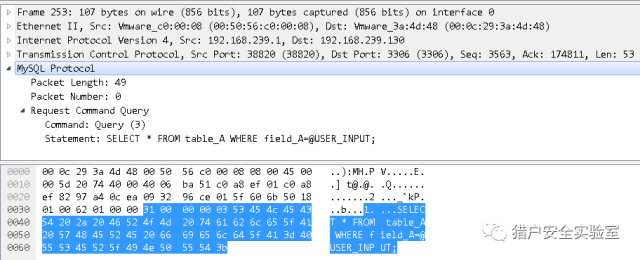 Frame 253: 107 bytes on wire (856 bits), 107 bytes captured (856 bits) on interface 0
Ethernet II, Src: Vmware_c0:00:08 (00:50:56:c0:00:08), Dst: Vmware_3a:4d:48 (00:0c:29:3a:4d:48)
Internet Protocol Version 4, Src: 192.168.239.1, Dst: 192.168.239.130
Transmission Control Protocol, Src Port: 38820 (38820), Dst Port: 3306 (3306), Seq: 3563, Ack: 174811, Len: 53
MySQL Protocol
Packet Length: 49
Packet Number: 0
Request Command Query
Command: Query (3)
Statement: SELECT * FROM table_A WHERE field_A=@USER_INPUT;
0000 00 0c 29 3a 4d 48 00 50 56 c0 00 08 08 00 45 00 ..):MH.P V.....E.
0010 00 5d 20 74 40 00 40 06 ba 51 c0 a8 ef 01 c0 a8 .] t@.@. .Q......
0020 ef 82 97 a4 0c ea 09 32 96 ce 01 5f 60 6b 50 18 .......2 ..._`kP.
0030 01 00 62 01 00 00 31 00 00 00 03 53 45 4c 45 43 ..b...1. ...SELEC
0040 54 20 2a 20 46 52 4f 4d 20 74 61 62 6c 65 5f 41 T * FROM table_A
0050 20 57 48 45 52 45 20 66 69 65 6c 64 5f 41 3d 40 WHERE f ield_A=@
0060 55 53 45 52 5f 49 4e 50 55 54 3b USER_INP UT;
猎户安全实验室